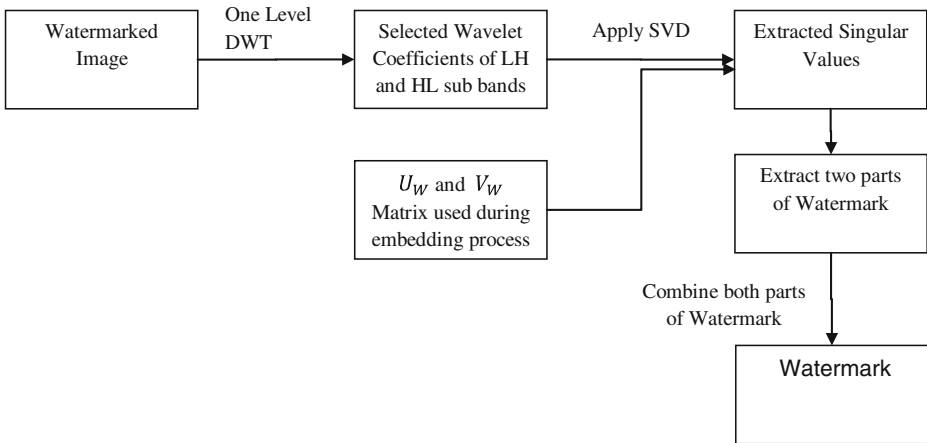 Watermarked
Image
One Level
DWT
Selected Wavelet
Coefficients of LH
and HL sub bands
Apply SVD
Extracted Singular
Values
U_W and V_W
Matrix used during
embedding process
Extract two parts
of Watermark
Combine both parts
of Watermark
Watermark